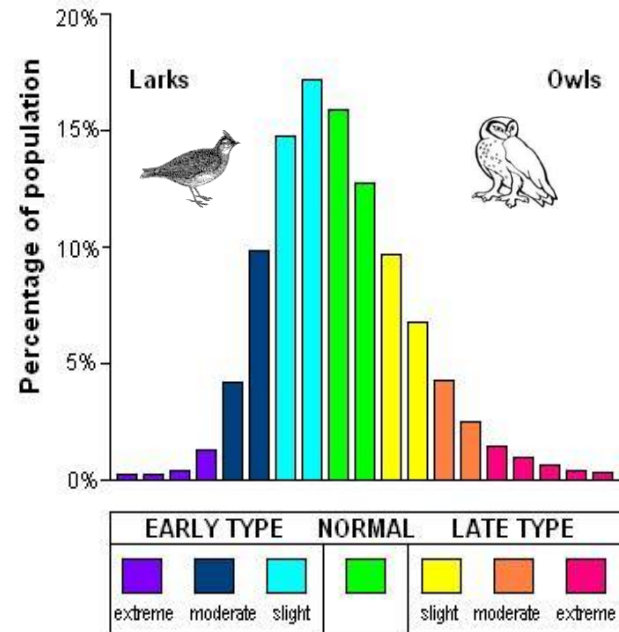 Percentage of population
20%
15%
10%
5%
0%
Larks
Owls
EARLY TYPE NORMAL LATE TYPE
extreme moderate slight slight moderate extreme